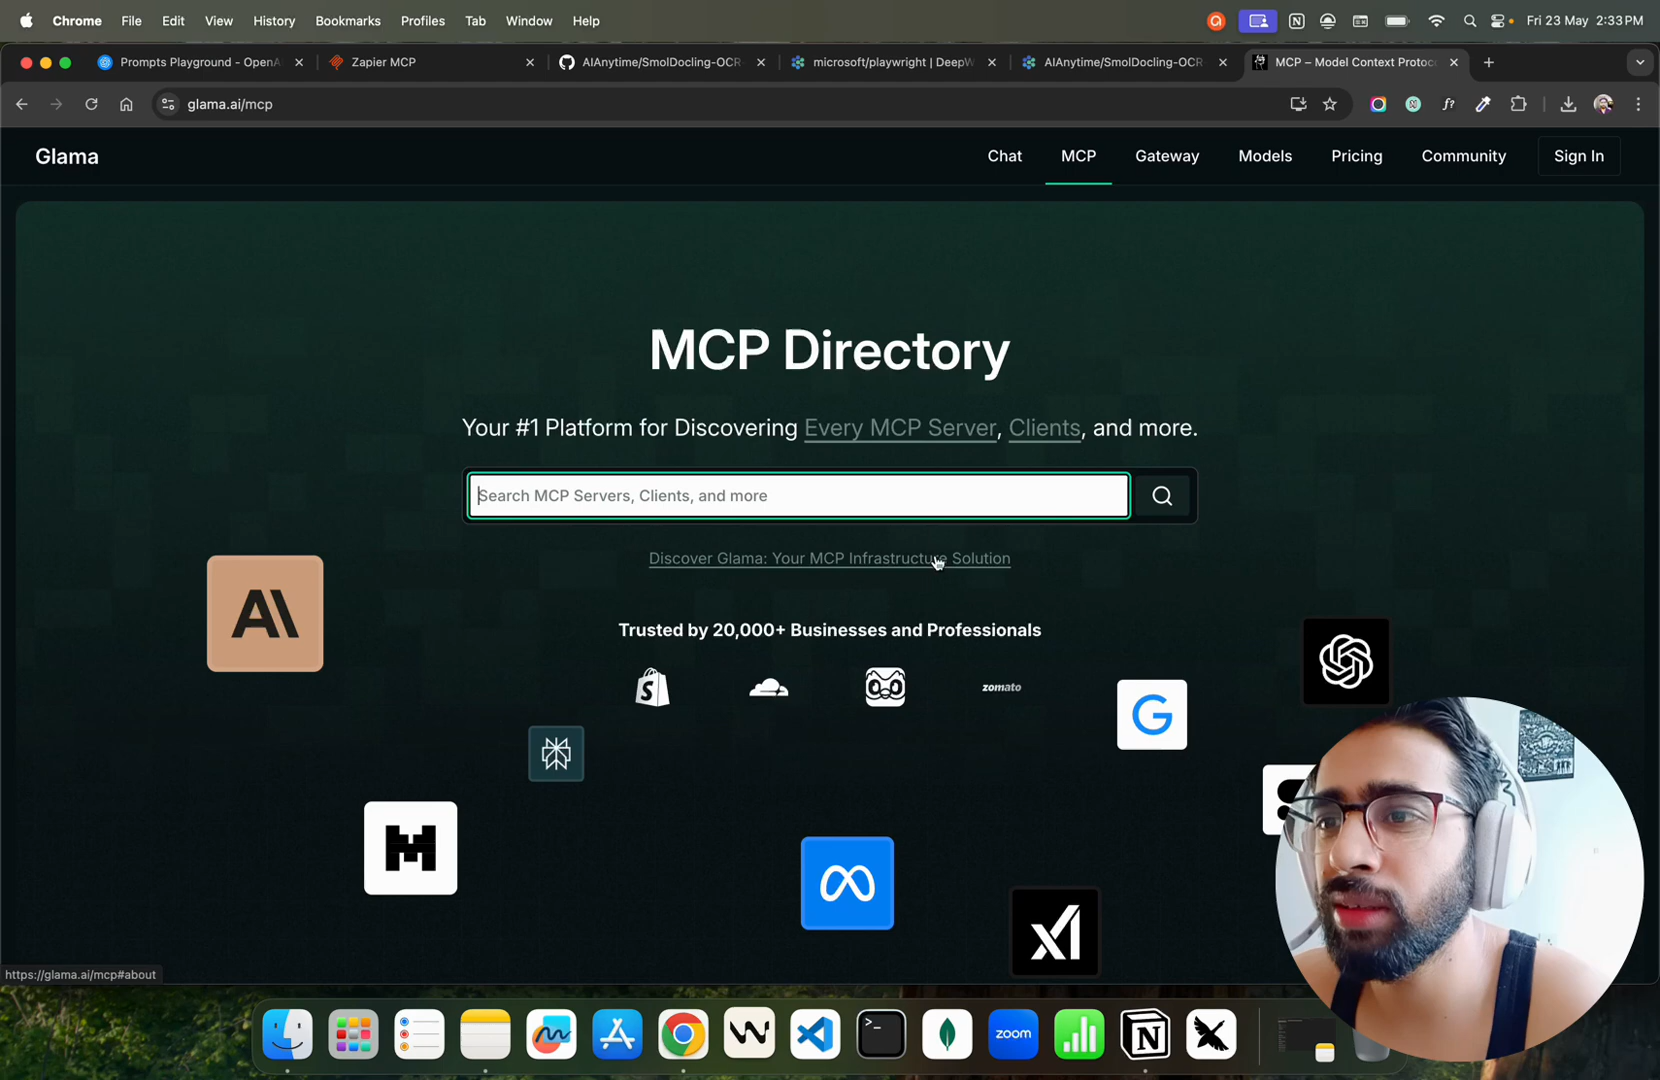 Chrome File Edit View History Bookmarks Profiles Tab Window Help Fri 23 May 2:33 PM
Prompts Playground - OpenA Zapier MCP AIAnytime/SmolDocling-OCR microsoft/playwright | DeepW AIAnytime/SmolDocling-OCR MCP – Model Context Protoc
glama.ai/mcp
Glama Chat MCP Gateway Models Pricing Community Sign In
MCP Directory
Your #1 Platform for Discovering Every MCP Server, Clients, and more.
Search MCP Servers, Clients, and more
Discover Glama: Your MCP Infrastructure Solution
Trusted by 20,000+ Businesses and Professionals
zomato
https://glama.ai/mcp#about
zoom